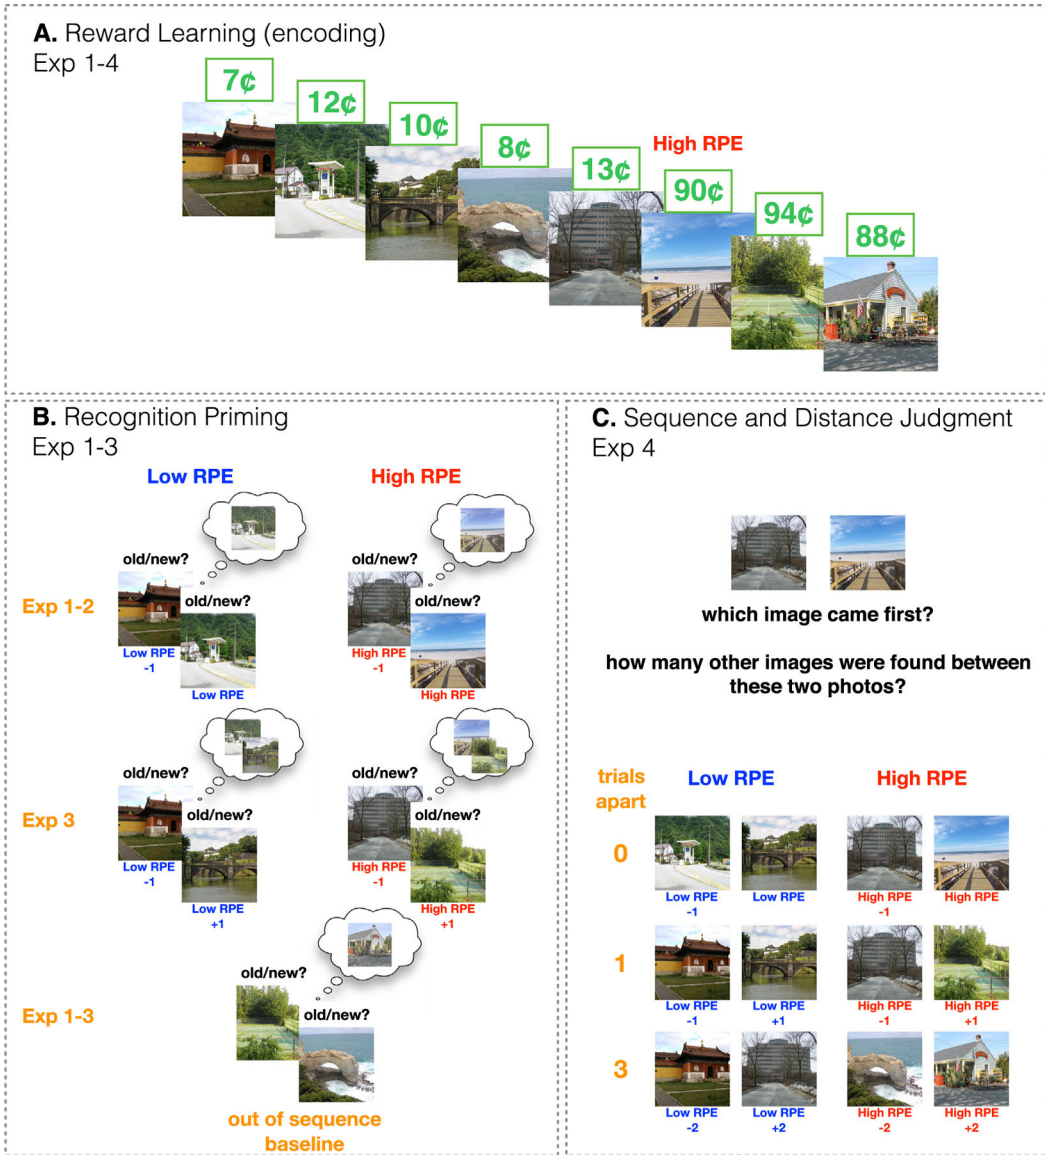 A. Reward Learning (encoding)
Exp 1-4
7¢
12¢
10¢
8¢
13¢
High RPE
90¢
94¢
88¢
B. Recognition Priming
Exp 1-3
Low RPE
High RPE
Exp 1-2
old/new?
old/new?
Low RPE
-1
Low RPE
old/new?
old/new?
High RPE
-1
High RPE
Exp 3
old/new?
old/new?
Low RPE
-1
Low RPE
+1
old/new?
old/new?
High RPE
-1
High RPE
+1
Exp 1-3
old/new?
old/new?
out of sequence
baseline
C. Sequence and Distance Judgment
Exp 4
which image came first?
how many other images were found between
these two photos?
trials
apart
Low RPE
High RPE
0
Low RPE
-1
Low RPE
High RPE
-1
High RPE
1
Low RPE
-1
Low RPE
+1
High RPE
-1
High RPE
+1
3
Low RPE
-2
Low RPE
+2
High RPE
-2
High RPE
+2